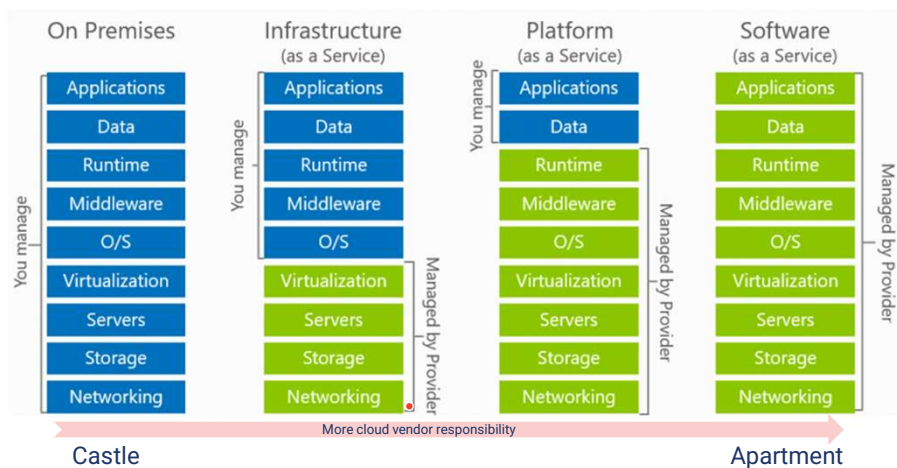 On Premises
Applications
Data
Runtime
Middleware
O/S
Virtualization
Servers
Storage
Networking
You manage
Infrastructure
(as a Service)
Applications
Data
Runtime
Middleware
O/S
Virtualization
Servers
Storage
Networking
You manage
Managed by Provider
Platform
(as a Service)
Applications
Data
Runtime
Middleware
O/S
Virtualization
Servers
Storage
Networking
You manage
Managed by Provider
Software
(as a Service)
Applications
Data
Runtime
Middleware
O/S
Virtualization
Servers
Storage
Networking
Managed by Provider
More cloud vendor responsibility
Castle
Apartment